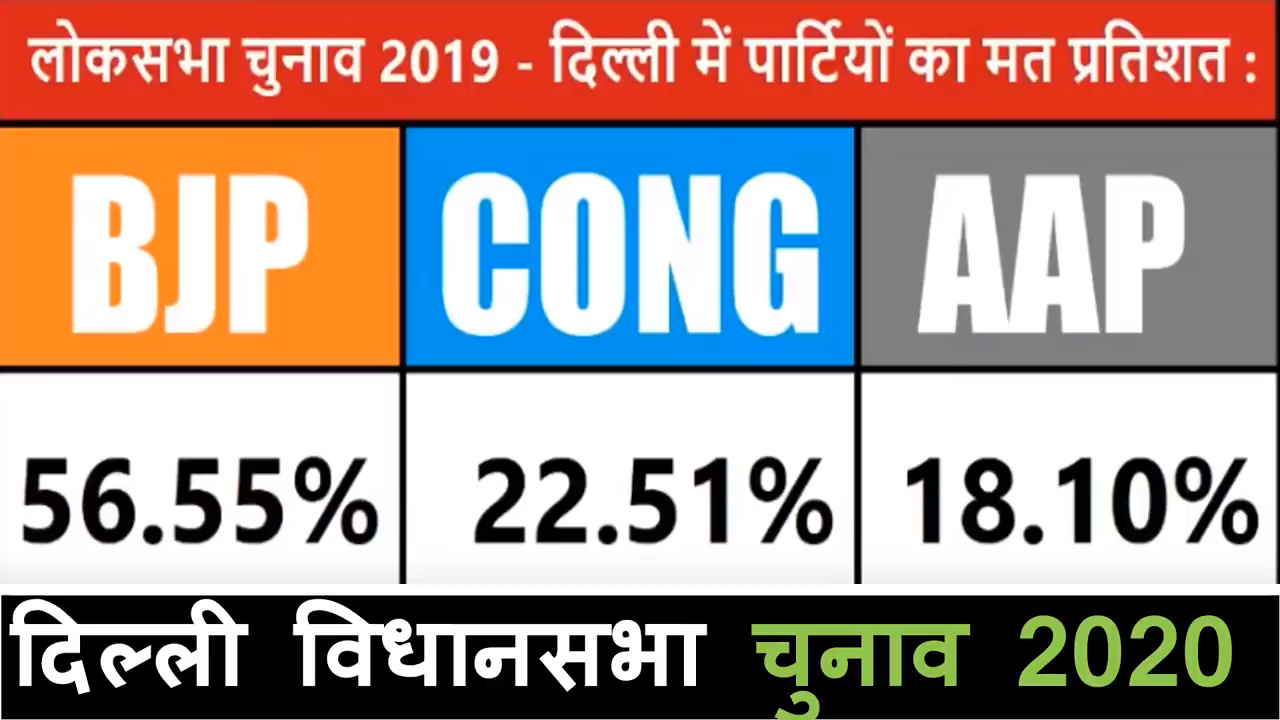 लोकसभा चुनाव 2019 - दिल्ली में पार्टियों का मत प्रतिशत :
BJP CONG AAP
56.55% 22.51% 18.10%
दिल्ली विधानसभा चुनाव 2020